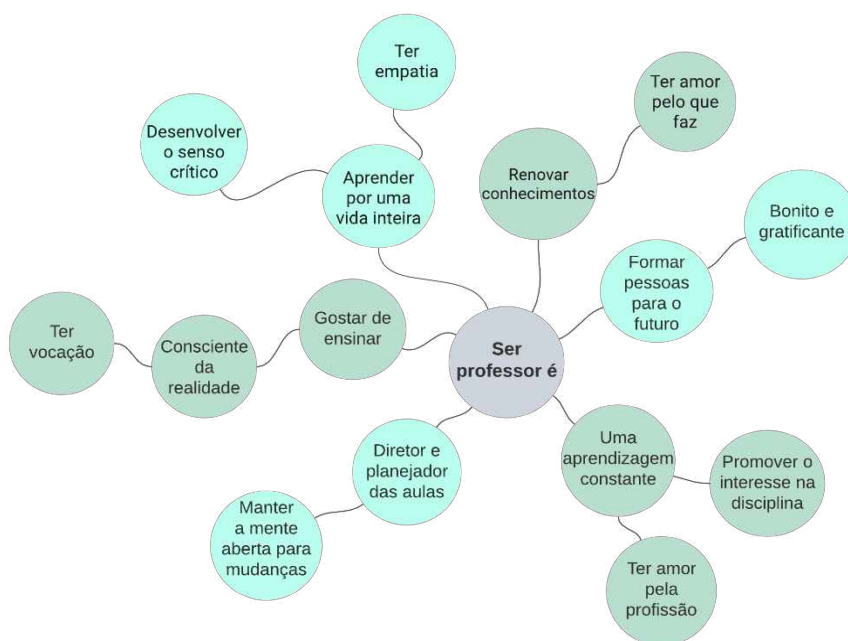 Ser
professor é
Aprender
por uma
vida inteira
Ter
empatia
Desenvolver
o senso
crítico
Renovar
conhecimentos
Ter amor
pelo que
faz
Formar
pessoas
para o
futuro
Bonito e
gratificante
Uma
aprendizagem
constante
Promover o
interesse na
disciplina
Ter amor
pela
profissão
Diretor e
planejador
das aulas
Manter
a mente
aberta para
mudanças
Gostar de
ensinar
Consciente
da
realidade
Ter
vocação